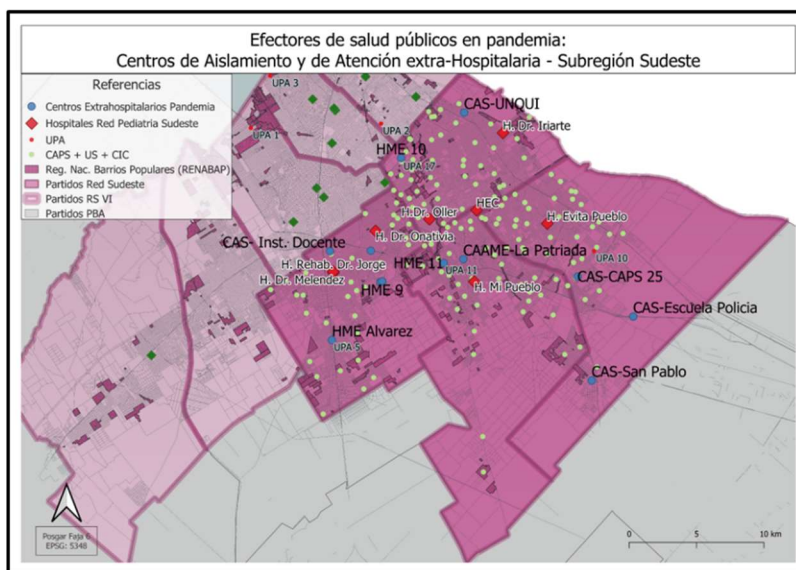 Efectores de salud públicos en pandemia:
Centros de Aislamiento y de Atención extra-Hospitalaria - Subregión Sudeste
Referencias
Centros Extrahospitalarios Pandemia
Hospitales Red Pediatria Sudeste
UPA
CAPS + US + CIC
Reg. Nac. Barrios Populares (RENABAP)
Partidos Red Sudeste
Partidos RS VI
Partidos PBA
UPA 3
UPA 1
UPA 2
CAS-UNQUI
H. Dr. Iriarte
HME 10
UPA 17
HEC
H.Dr. Oller
H. Evita Pueblo
H. Dr. Oñativia
CAS- Inst. Docente
CAAME-La Patriada
UPA 10
H. Rehab. Dr. Jorge
HME 11
UPA 11
H. Dr. Melendez
CAS-CAPS 25
HME 9
H. Mi Pueblo
CAS-Escuela Policia
HME Alvarez
UPA-5
CAS-San Pablo
Posgar Faja 6
EPSG: 5348
0 5 10 km